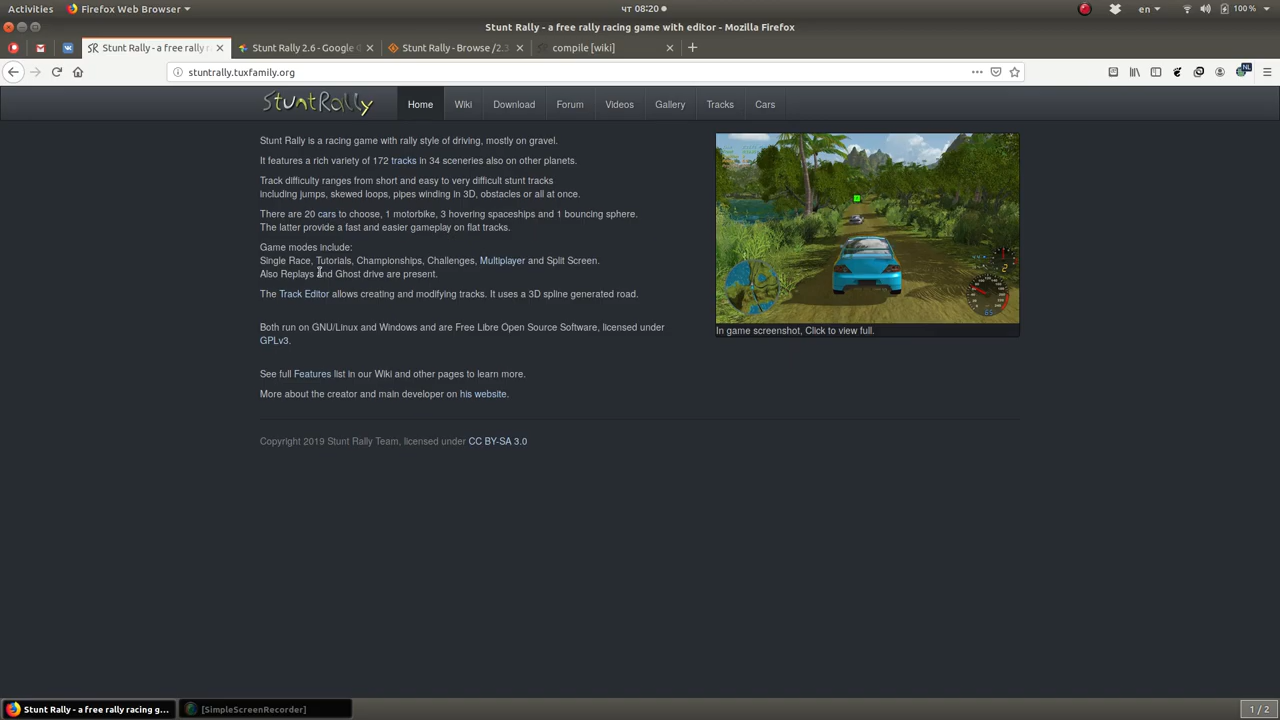 Activities Firefox Web Browser чт 08:20 en 100 %
Stunt Rally - a free rally racing game with editor - Mozilla Firefox
Stunt Rally - a free rally r Stunt Rally 2.6 - Google Stunt Rally - Browse /2.3 compile [wiki]
stuntrally.tuxfamily.org NL
StuntRally Home Wiki Download Forum Videos Gallery Tracks Cars
Stunt Rally is a racing game with rally style of driving, mostly on gravel.
It features a rich variety of 172 tracks in 34 sceneries also on other planets.
Track difficulty ranges from short and easy to very difficult stunt tracks
including jumps, skewed loops, pipes winding in 3D, obstacles or all at once.
There are 20 cars to choose, 1 motorbike, 3 hovering spaceships and 1 bouncing sphere.
The latter provide a fast and easier gameplay on flat tracks.
Game modes include:
Single Race, Tutorials, Championships, Challenges, Multiplayer and Split Screen.
Also Replays and Ghost drive are present.
The Track Editor allows creating and modifying tracks. It uses a 3D spline generated road.
Both run on GNU/Linux and Windows and are Free Libre Open Source Software, licensed under
GPLv3.
See full Features list in our Wiki and other pages to learn more.
More about the creator and main developer on his website.
In game screenshot, Click to view full.
Copyright 2019 Stunt Rally Team, licensed under CC BY-SA 3.0
Stunt Rally - a free rally racing g... [SimpleScreenRecorder] 1 / 2